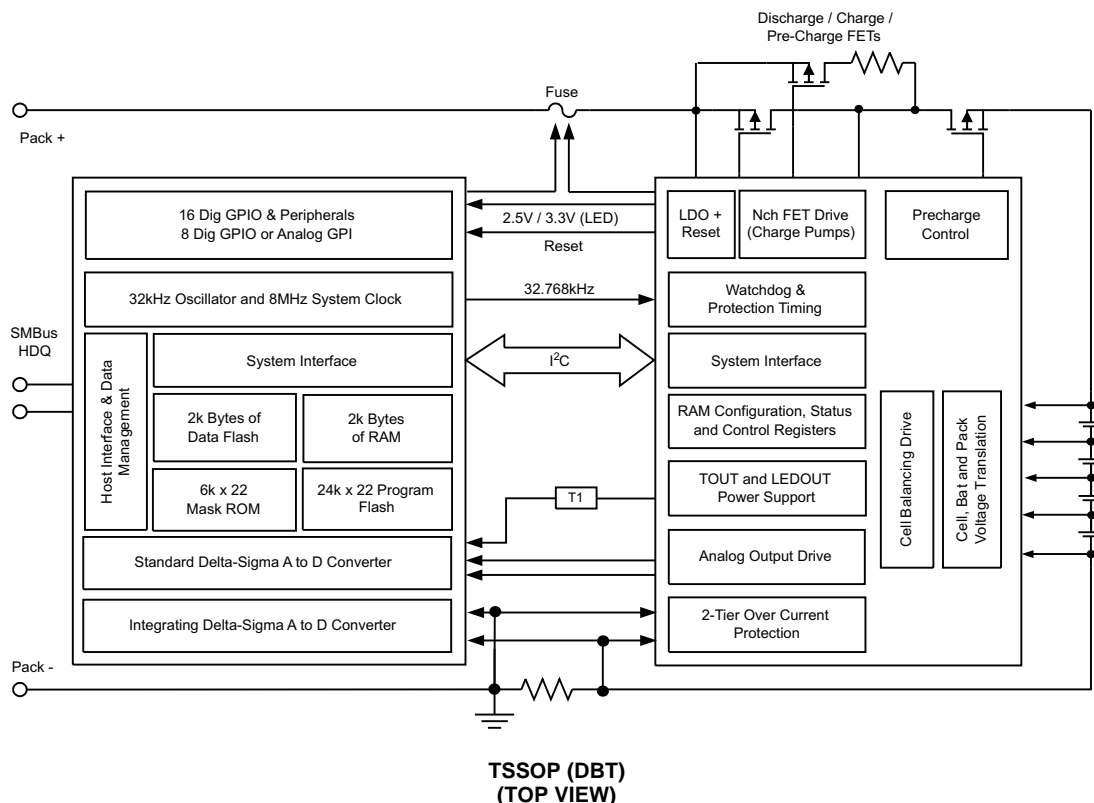 Discharge / Charge /
Pre-Charge FETs
Fuse
Pack +
16 Dig GPIO & Peripherals
8 Dig GPIO or Analog GPI
2.5V / 3.3V (LED)
Reset
LDO +
Reset
Nch FET Drive
(Charge Pumps)
Precharge
Control
32kHz Oscillator and 8MHz System Clock
32.768kHz
Watchdog &
Protection Timing
SMBus
HDQ
Host Interface & Data
Management
System Interface
I²C
System Interface
2k Bytes of
Data Flash
2k Bytes
of RAM
RAM Configuration, Status
and Control Registers
Cell Balancing Drive
Cell, Bat and Pack
Voltage Translation
6k x 22
Mask ROM
24k x 22 Program
Flash
T1
TOUT and LEDOUT
Power Support
Standard Delta-Sigma A to D Converter
Analog Output Drive
Integrating Delta-Sigma A to D Converter
2-Tier Over Current
Protection
Pack -
TSSOP (DBT)
(TOP VIEW)